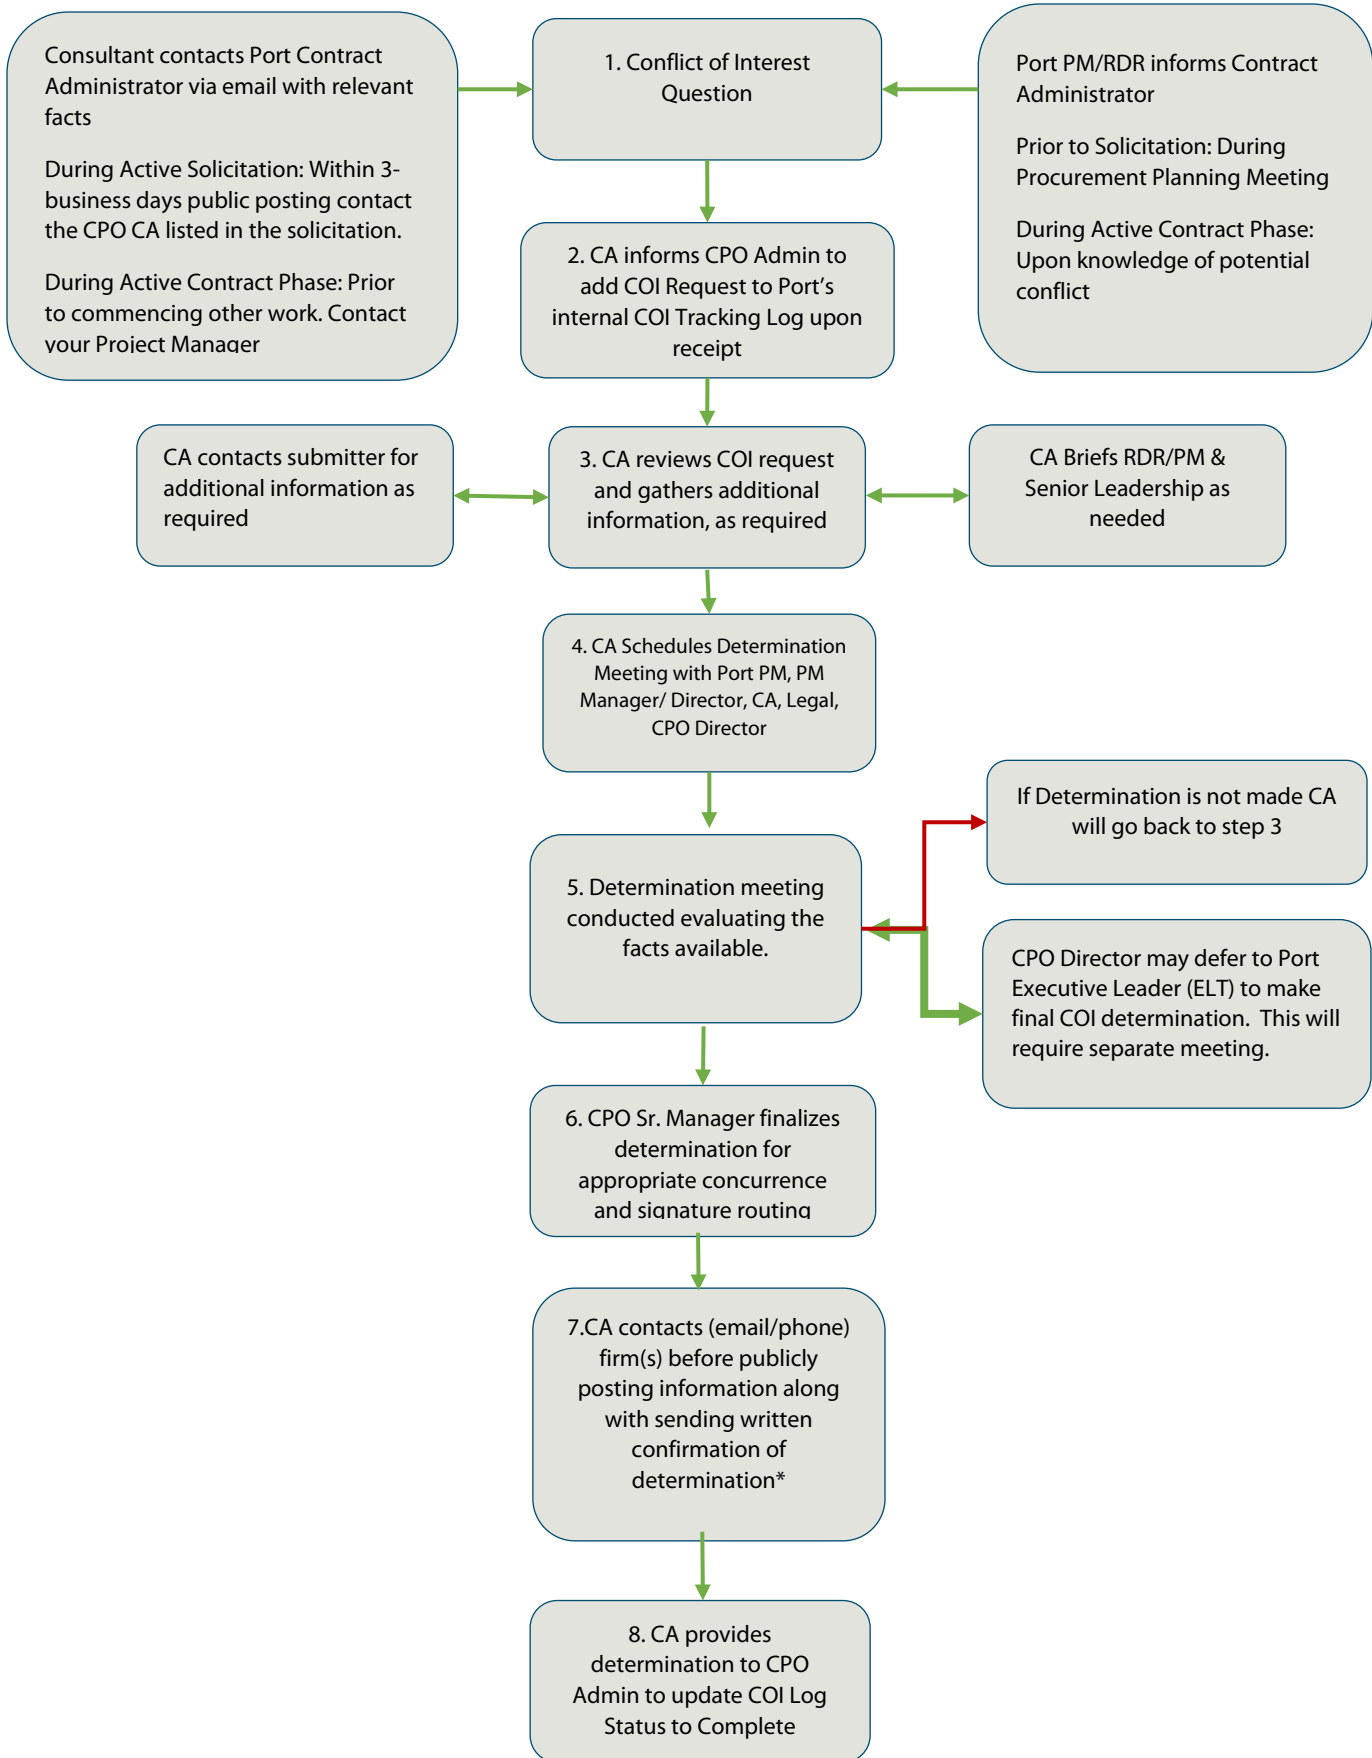 Consultant contacts Port Contract
Administrator via email with relevant
facts
During Active Solicitation: Within 3-
business days public posting contact
the CPO CA listed in the solicitation.
During Active Contract Phase: Prior
to commencing other work. Contact
your Project Manager
1. Conflict of Interest
Question
Port PM/RDR informs Contract
Administrator
Prior to Solicitation: During
Procurement Planning Meeting
During Active Contract Phase:
Upon knowledge of potential
conflict
2. CA informs CPO Admin to
add COI Request to Port’s
internal COI Tracking Log upon
receipt
CA contacts submitter for
additional information as
required
3. CA reviews COI request
and gathers additional
information, as required
CA Briefs RDR/PM &
Senior Leadership as
needed
4. CA Schedules Determination
Meeting with Port PM, PM
Manager/ Director, CA, Legal,
CPO Director
If Determination is not made CA
will go back to step 3
5. Determination meeting
conducted evaluating the
facts available.
CPO Director may defer to Port
Executive Leader (ELT) to make
final COI determination.  This will
require separate meeting.
6. CPO Sr. Manager finalizes
determination for
appropriate concurrence
and signature routing
7.CA contacts (email/phone)
firm(s) before publicly
posting information along
with sending written
confirmation of
determination*
8. CA provides
determination to CPO
Admin to update COI Log
Status to Complete